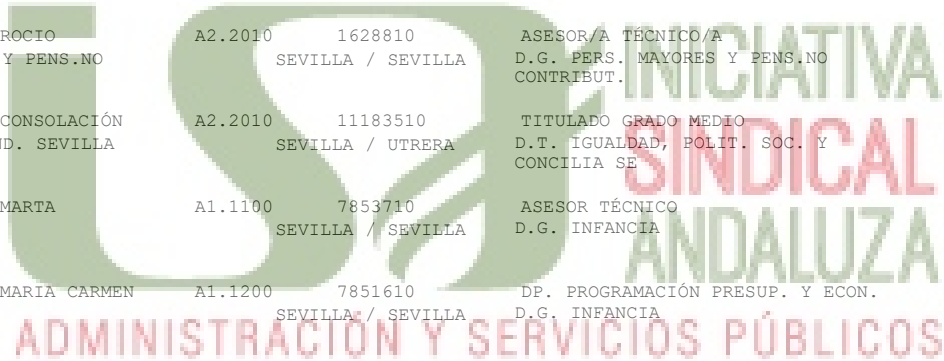 ROCIO A2.2010 1628810 ASESOR/A TÉCNICO/A
Y PENS.NO SEVILLA / SEVILLA D.G. PERS. MAYORES Y PENS.NO
CONTRIBUT.
CONSOLACIÓN A2.2010 11183510 TITULADO GRADO MEDIO
ND. SEVILLA SEVILLA / UTRERA D.T. IGUALDAD, POLIT. SOC. Y
CONCILIA SE
MARTA A1.1100 7853710 ASESOR TÉCNICO
SEVILLA / SEVILLA D.G. INFANCIA
MARIA CARMEN A1.1200 7851610 DP. PROGRAMACIÓN PRESUP. Y ECON.
SEVILLA / SEVILLA D.G. INFANCIA
INICIATIVA
SINDICAL
ANDALUZA
ADMINISTRACIÓN Y SERVICIOS PÚBLICOS